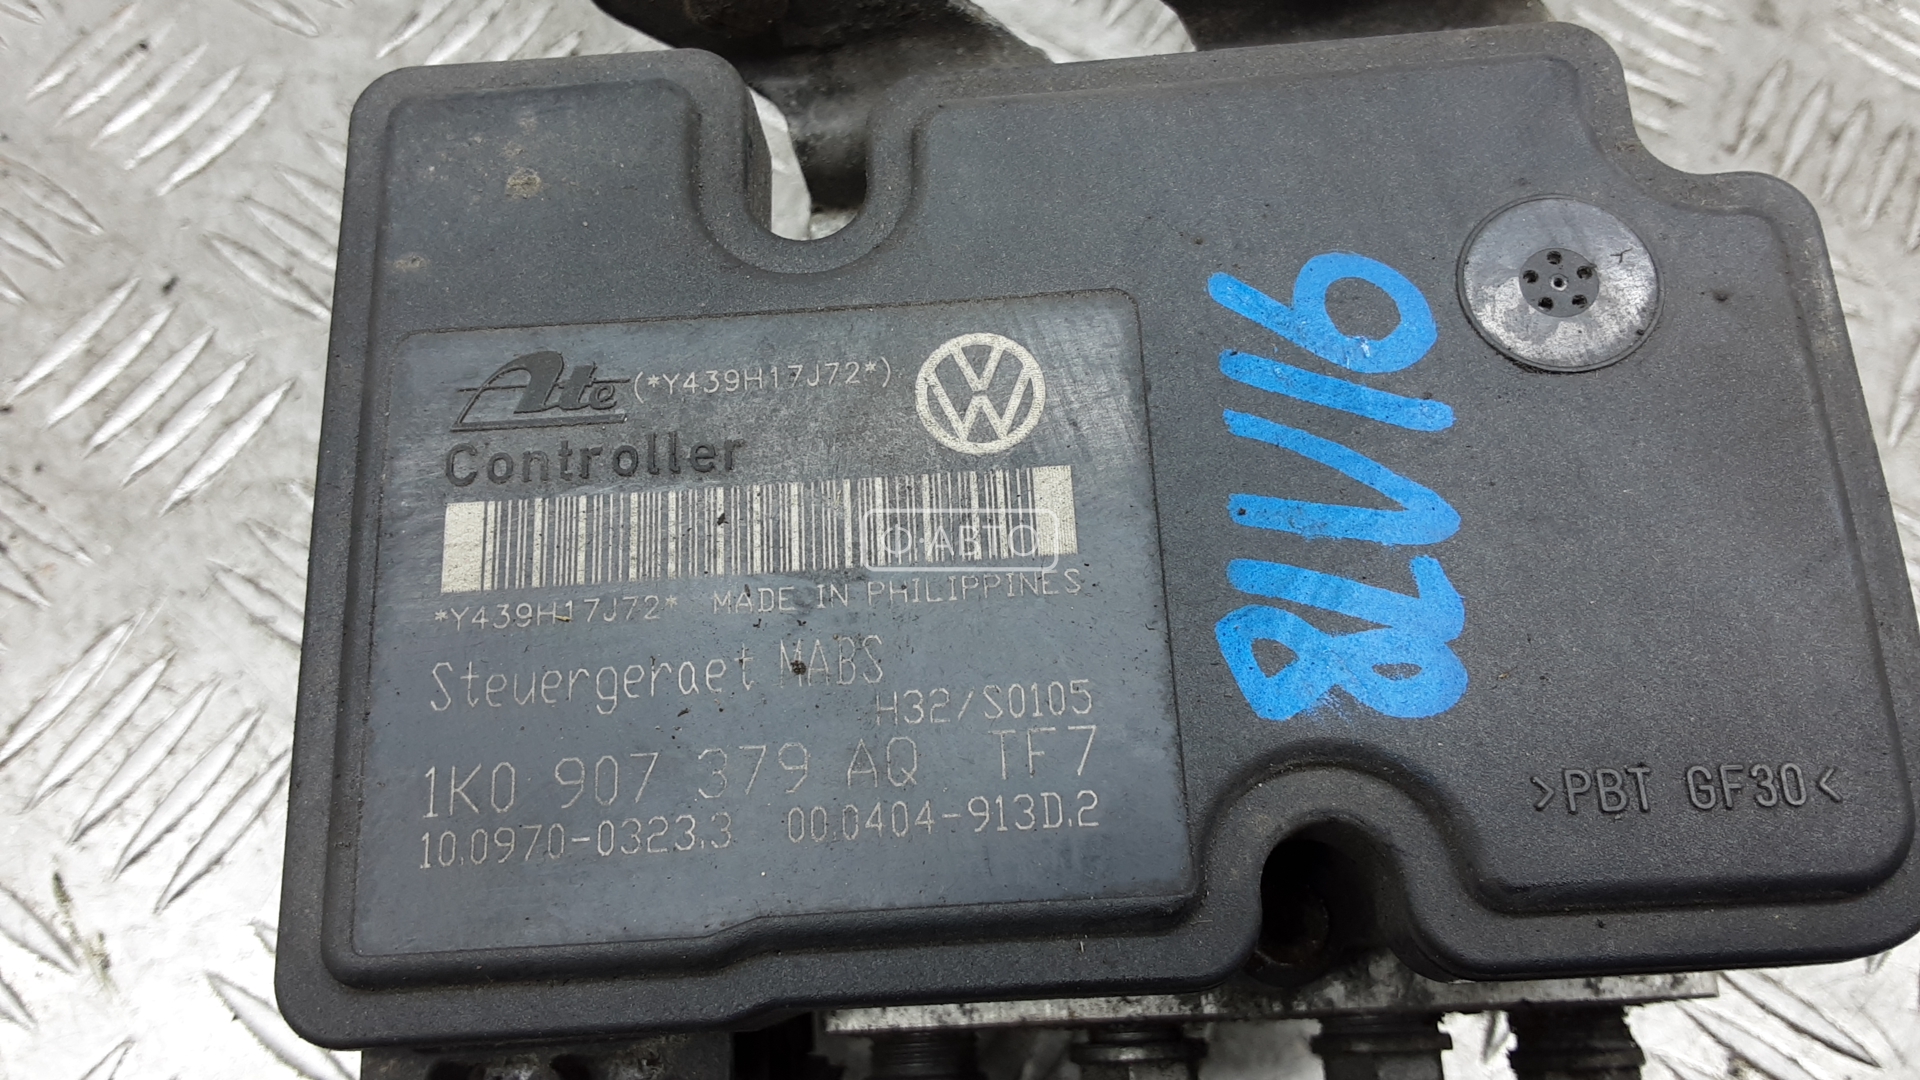 Ate (*Y439H17J72*)
Controller
*Y439H17J72* MADE IN PHILIPPINES
Steuergeraet MABS
H32/S0105
1K0 907 379 AQ TF7
10.0970-0323.3 00.0404-913D.2
>PBT GF30<
О·АВТО